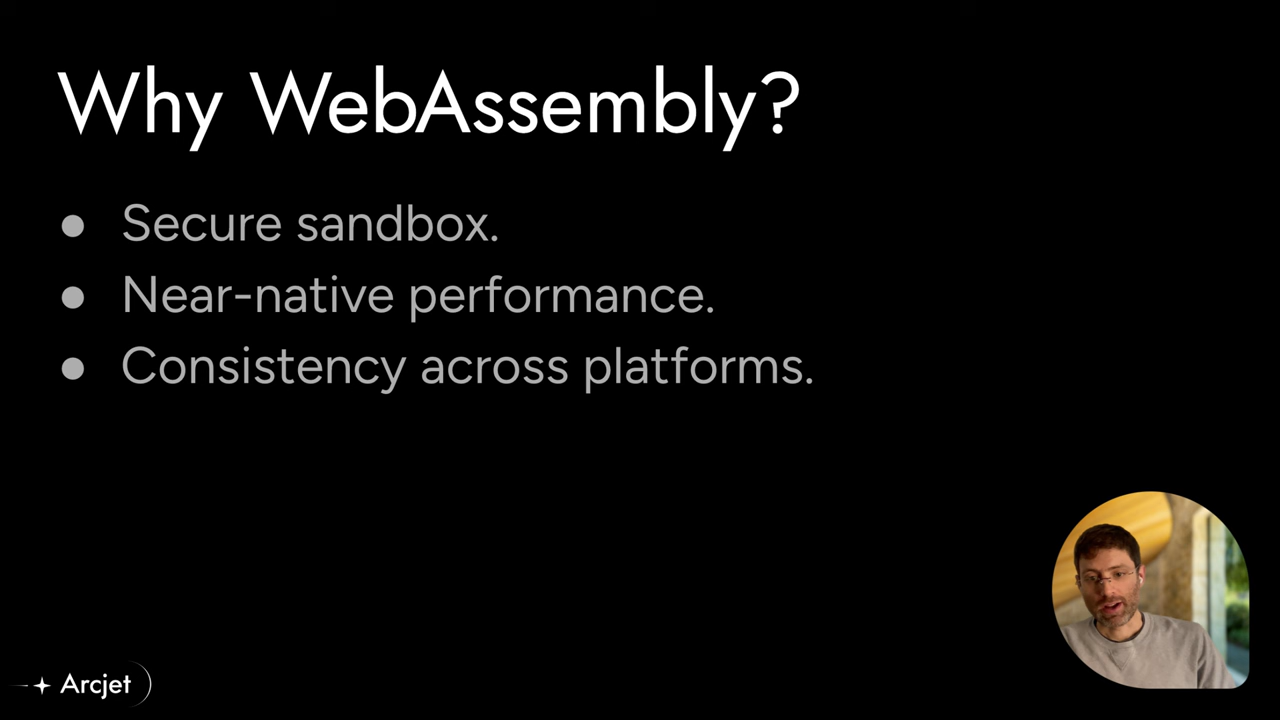 Why WebAssembly?
● Secure sandbox.
● Near-native performance.
● Consistency across platforms.
Arcjet